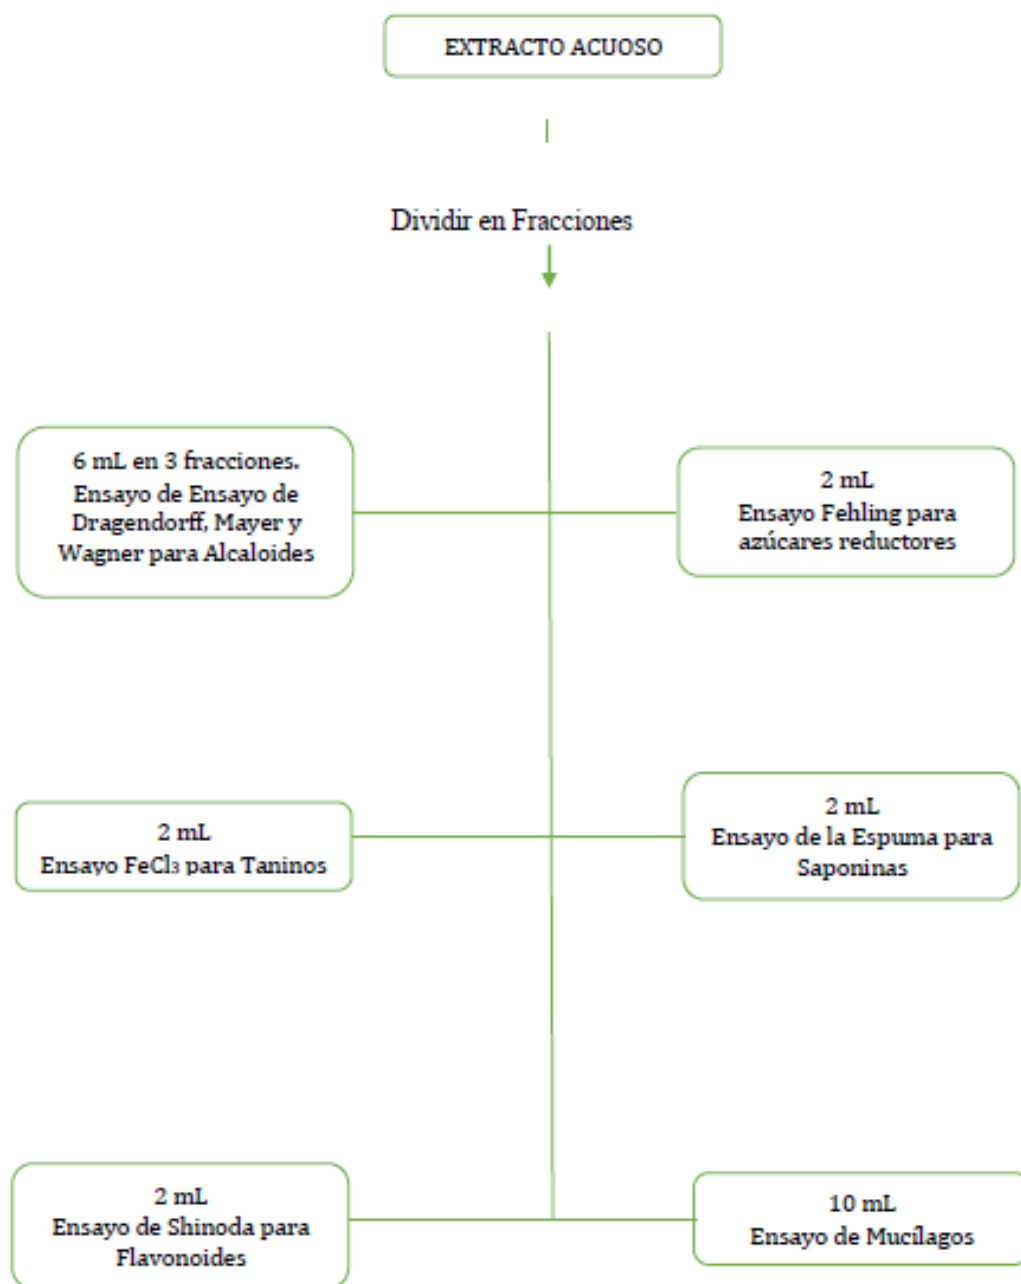 EXTRACTO ACUOSO
Dividir en Fracciones
6 mL en 3 fracciones.
Ensayo de Ensayo de
Dragendorff, Mayer y
Wagner para Alcaloides
2 mL
Ensayo Fehling para
azúcares reductores
2 mL
Ensayo FeCl₃ para Taninos
2 mL
Ensayo de la Espuma para
Saponinas
2 mL
Ensayo de Shinoda para
Flavonoides
10 mL
Ensayo de Mucílagos